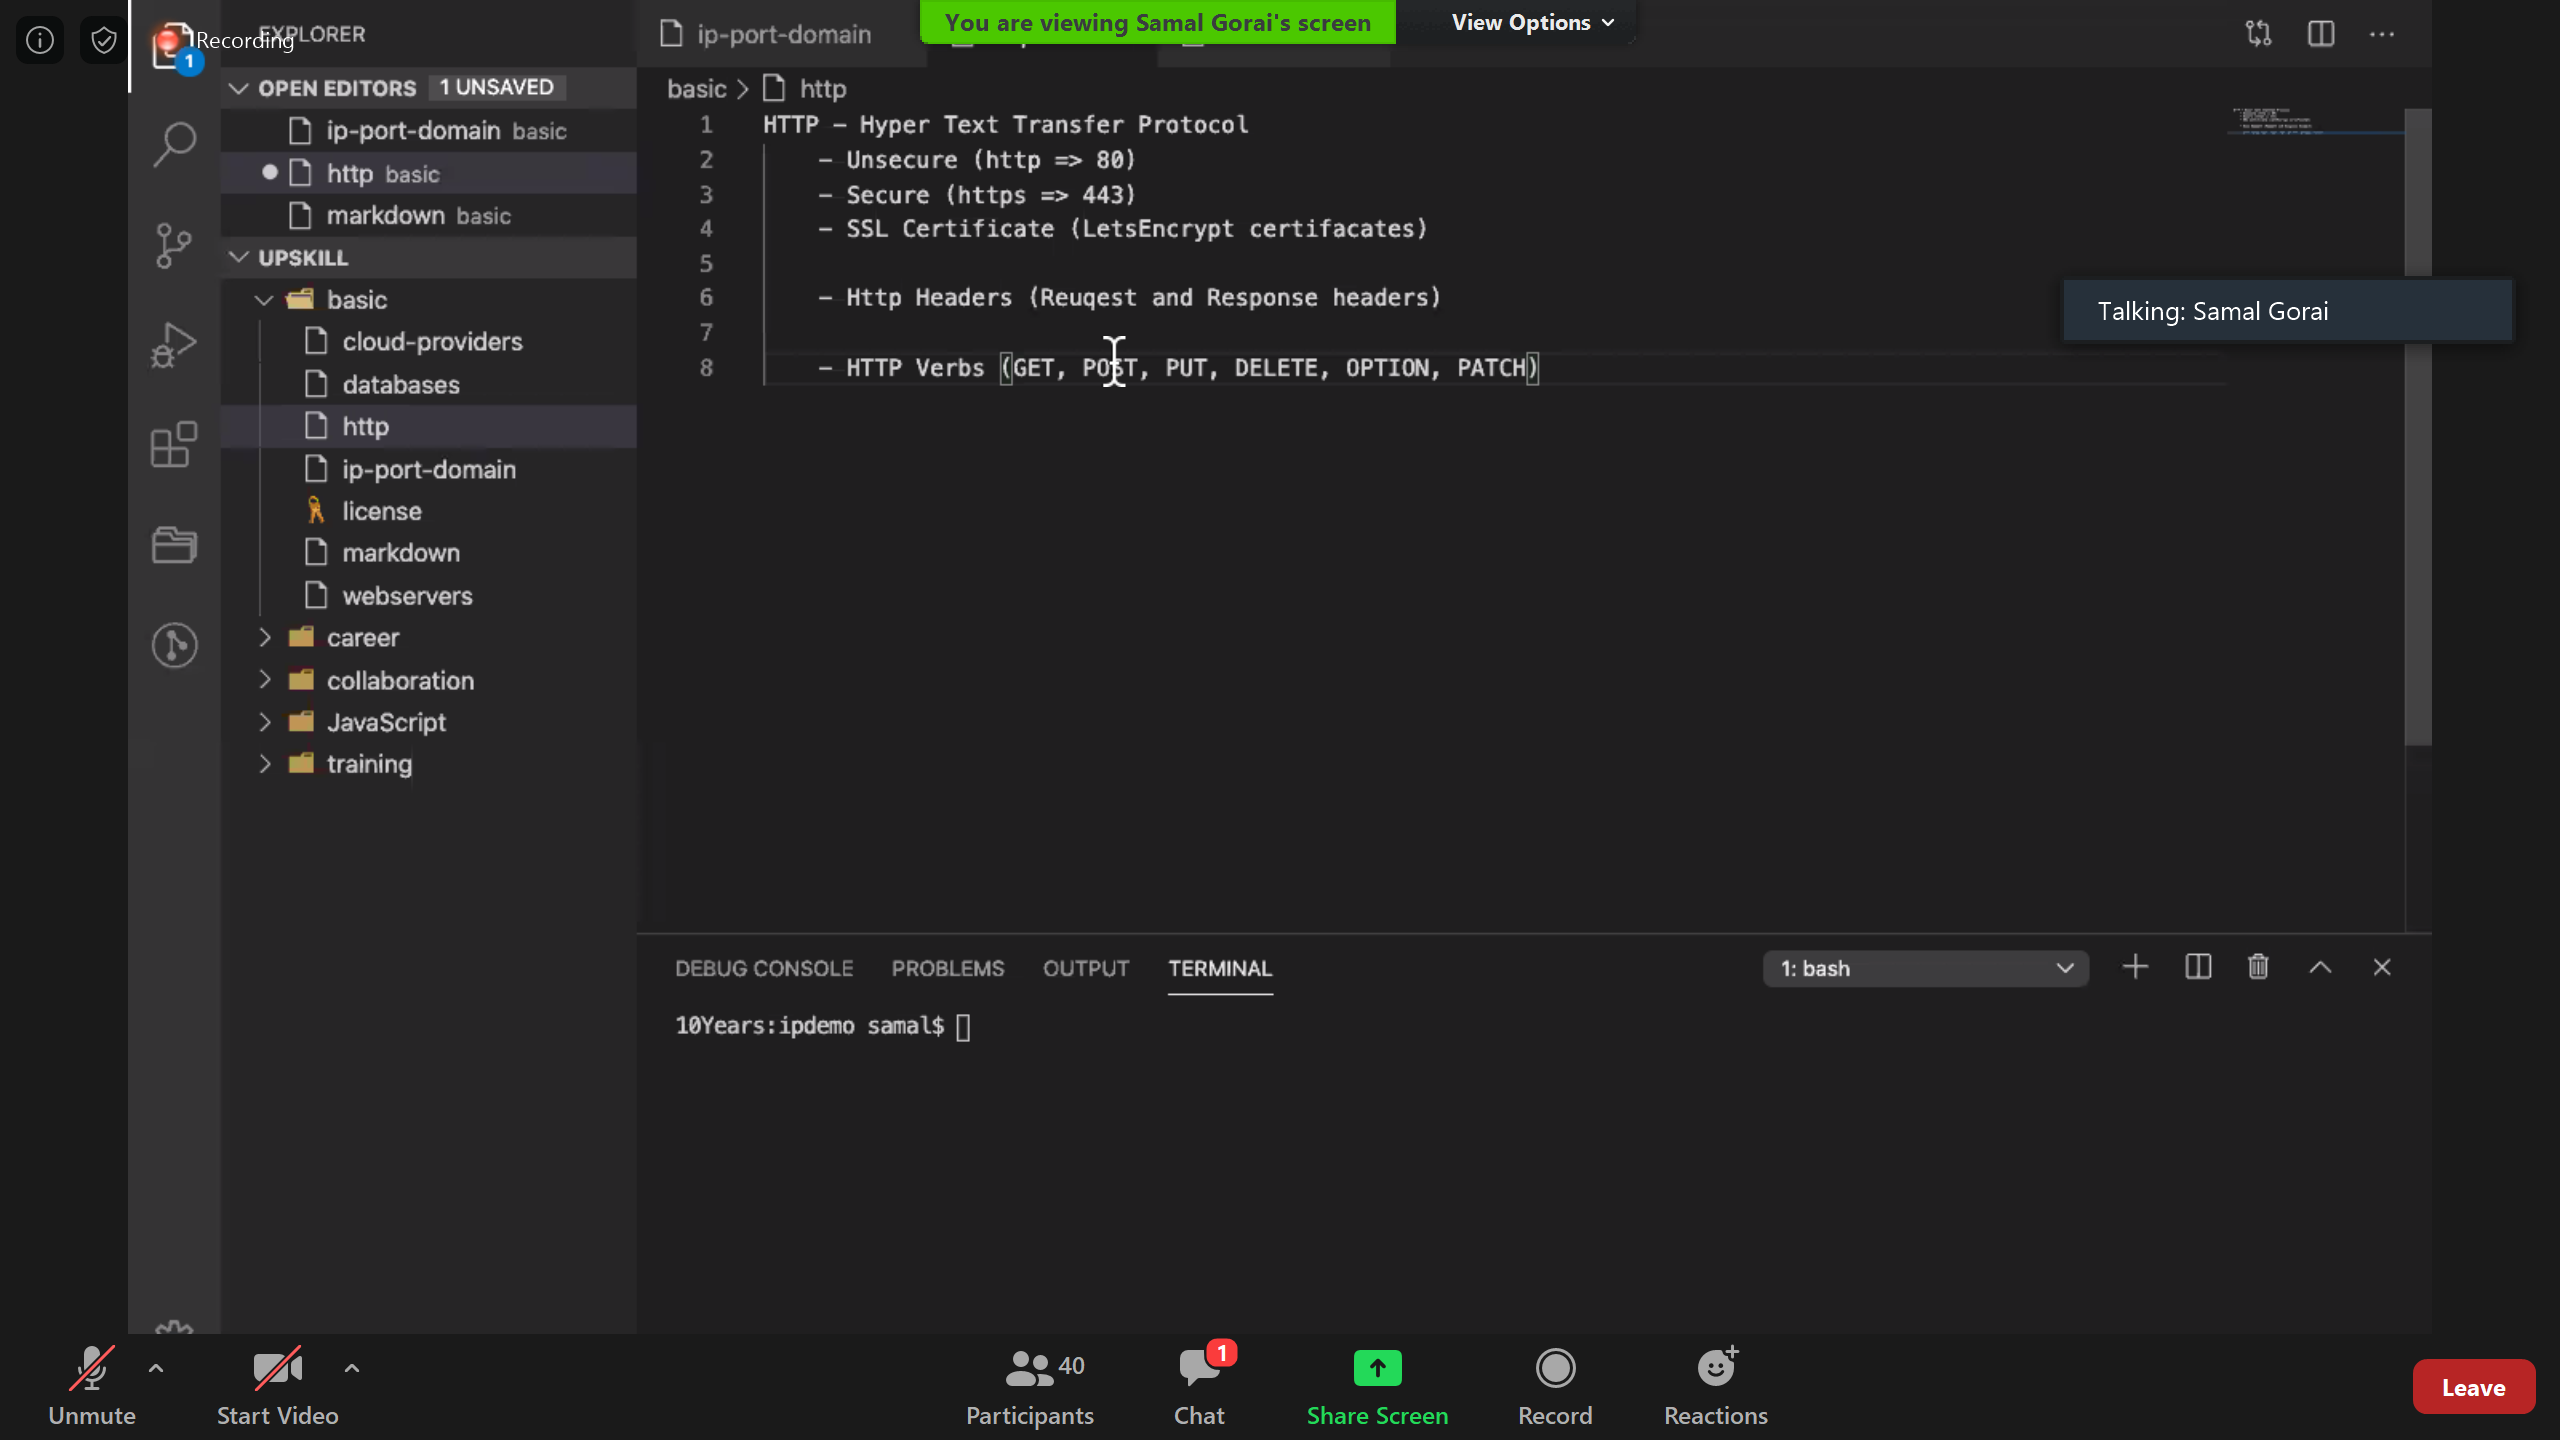 You are viewing Samal Gorai's screen
View Options
Recording
EXPLORER
1
OPEN EDITORS 1 UNSAVED
ip-port-domain basic
http basic
markdown basic
UPSKILL
basic
cloud-providers
databases
http
ip-port-domain
license
markdown
webservers
career
collaboration
JavaScript
training
ip-port-domain
basic > http
1 HTTP - Hyper Text Transfer Protocol
2 - Unsecure (http => 80)
3 - Secure (https => 443)
4 - SSL Certificate (LetsEncrypt certifacates)
5
6 - Http Headers (Reuqest and Response headers)
7
8 - HTTP Verbs (GET, POST, PUT, DELETE, OPTION, PATCH)
Talking: Samal Gorai
DEBUG CONSOLE PROBLEMS OUTPUT TERMINAL
1: bash
10Years:ipdemo samal$
Unmute
Start Video
40
Participants
1
Chat
Share Screen
Record
Reactions
Leave